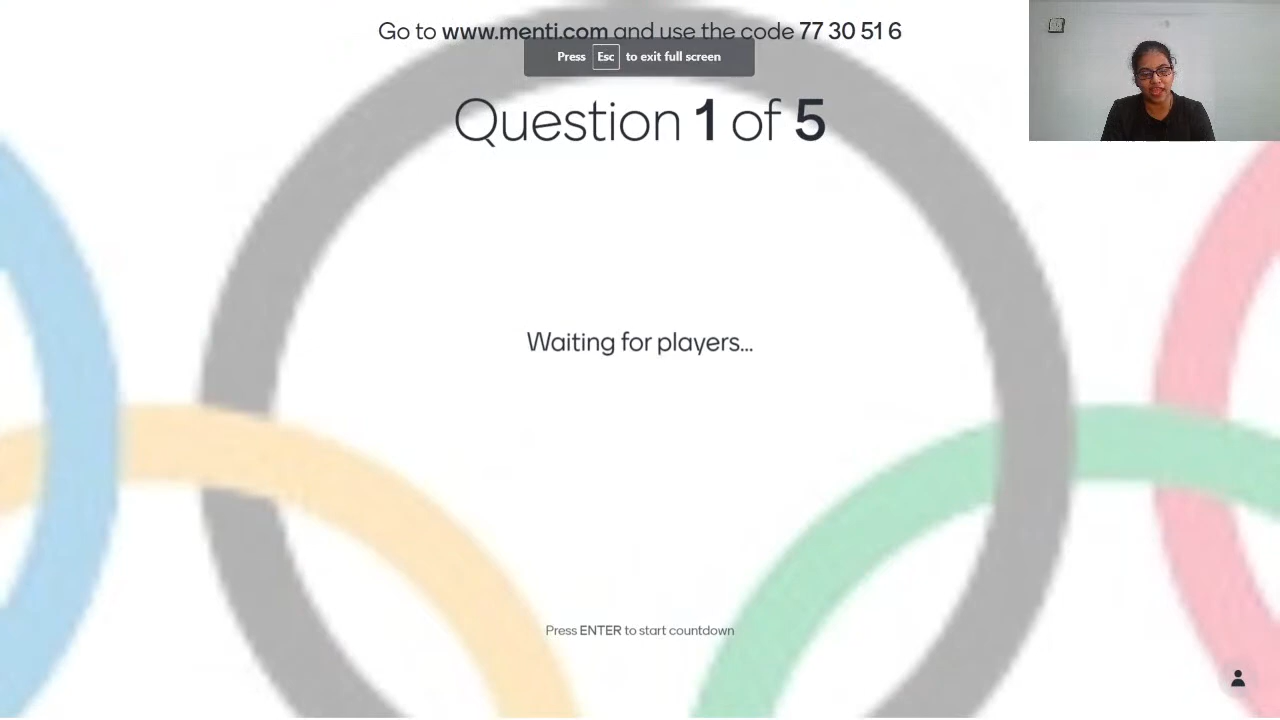 Go to www.menti.com and use the code 77 30 51 6
Press Esc to exit full screen
Question 1 of 5
Waiting for players...
Press ENTER to start countdown